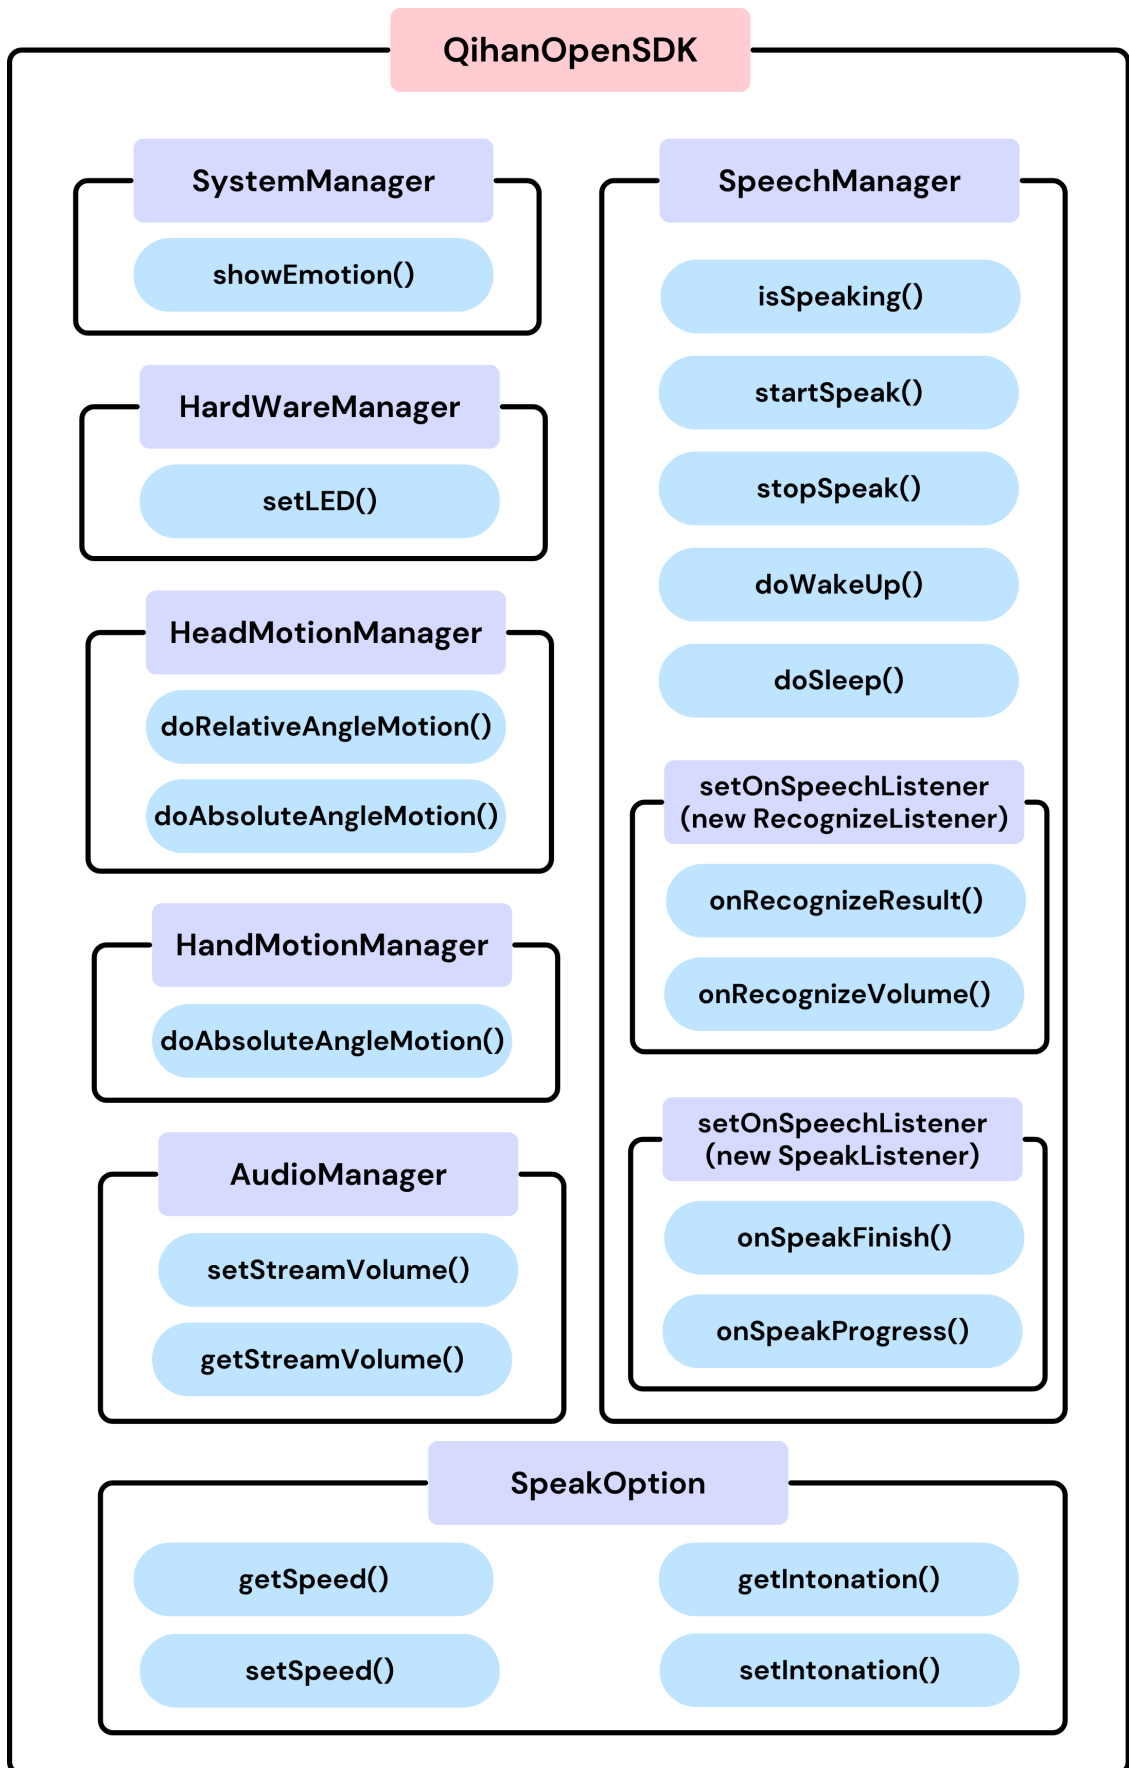 QihanOpenSDK
SystemManager
showEmotion()
HardWareManager
setLED()
HeadMotionManager
doRelativeAngleMotion()
doAbsoluteAngleMotion()
HandMotionManager
doAbsoluteAngleMotion()
AudioManager
setStreamVolume()
getStreamVolume()
SpeechManager
isSpeaking()
startSpeak()
stopSpeak()
doWakeUp()
doSleep()
setOnSpeechListener
(new RecognizeListener)
onRecognizeResult()
onRecognizeVolume()
setOnSpeechListener
(new SpeakListener)
onSpeakFinish()
onSpeakProgress()
SpeakOption
getSpeed()
getIntonation()
setSpeed()
setIntonation()